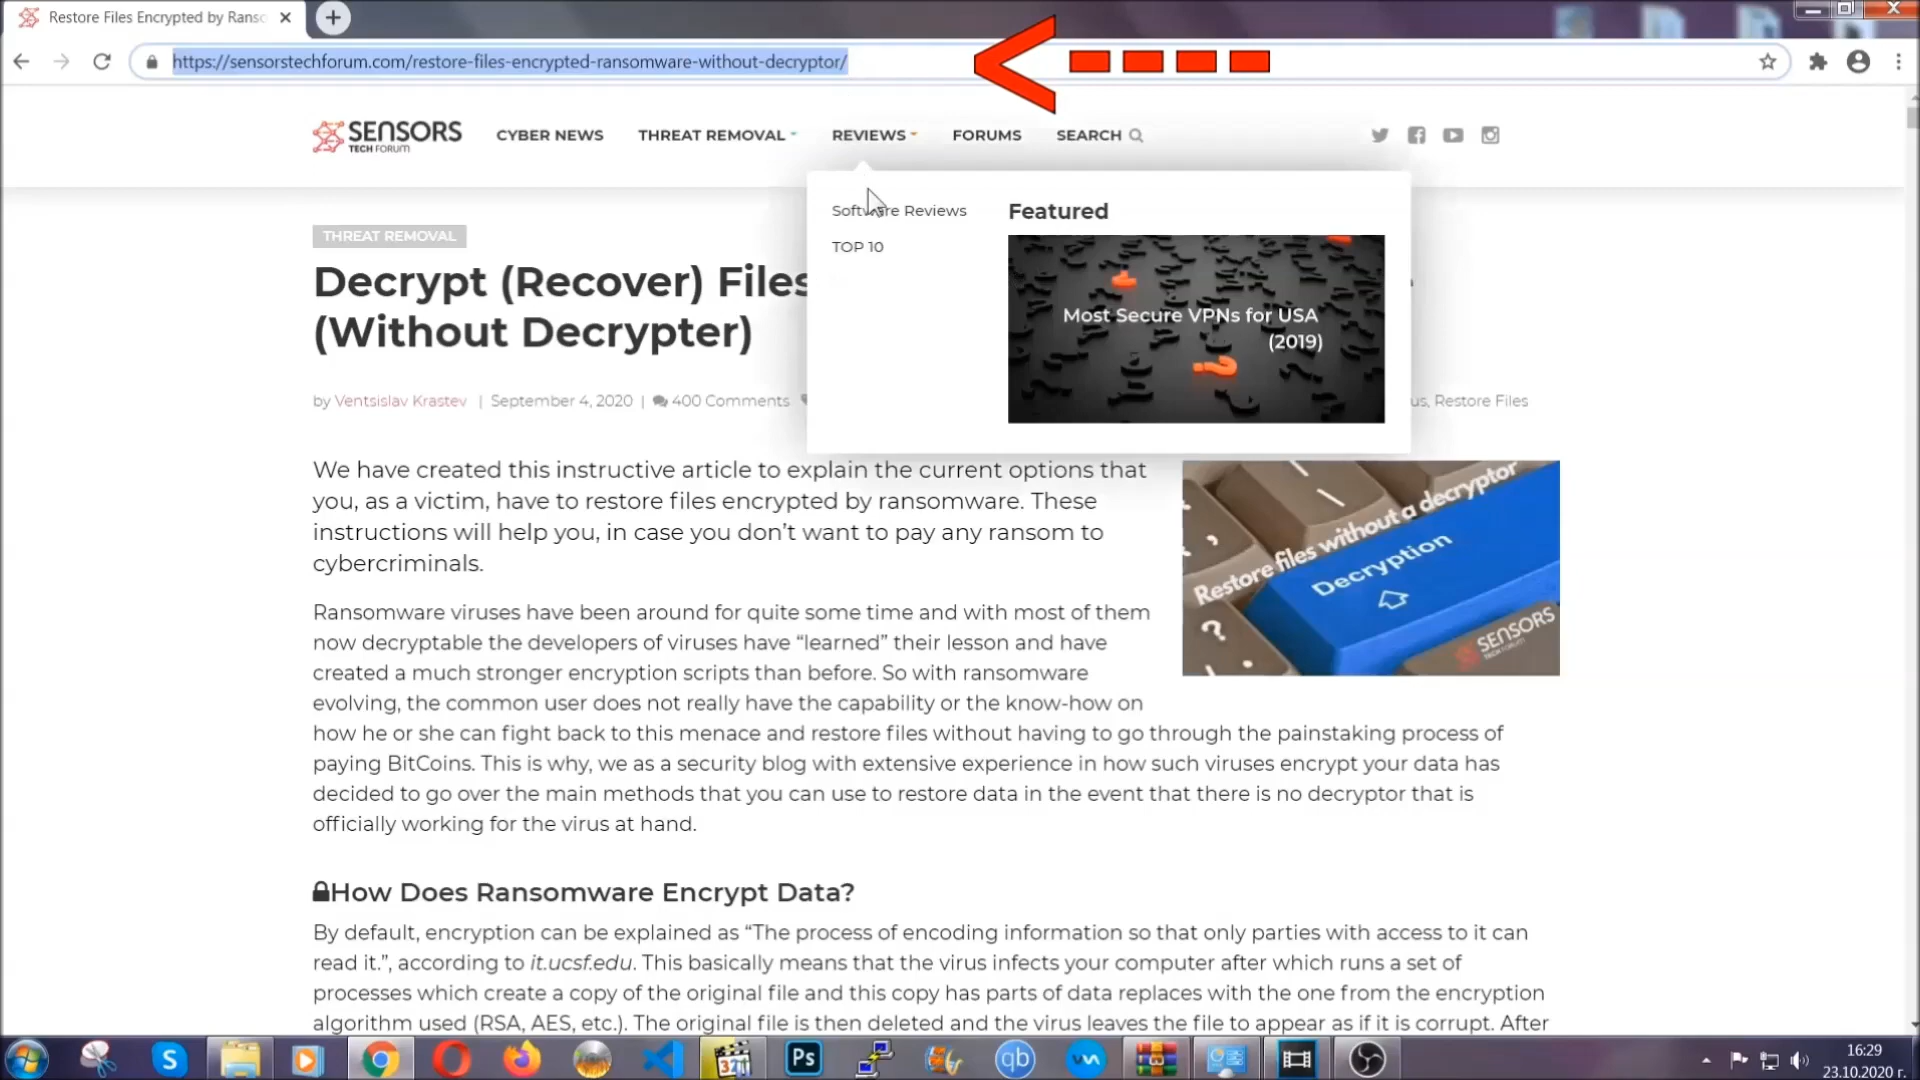 Restore Files Encrypted by Ranso
https://sensorstechforum.com/restore-files-encrypted-ransomware-without-decryptor/
SENSORS
TECH FORUM
CYBER NEWS
THREAT REMOVAL
REVIEWS
FORUMS
SEARCH
Software Reviews
TOP 10
Featured
Most Secure VPNs for USA
(2019)
THREAT REMOVAL
Decrypt (Recover) Files
(Without Decrypter)
by Ventsislav Krastev | September 4, 2020 | 400 Comments
us, Restore Files
We have created this instructive article to explain the current options that
you, as a victim, have to restore files encrypted by ransomware. These
instructions will help you, in case you don’t want to pay any ransom to
cybercriminals.
Restore files without a decryptor
Decryption
SENSORS
Ransomware viruses have been around for quite some time and with most of them
now decryptable the developers of viruses have “learned” their lesson and have
created a much stronger encryption scripts than before. So with ransomware
evolving, the common user does not really have the capability or the know-how on
how he or she can fight back to this menace and restore files without having to go through the painstaking process of
paying BitCoins. This is why, we as a security blog with extensive experience in how such viruses encrypt your data has
decided to go over the main methods that you can use to restore data in the event that there is no decryptor that is
officially working for the virus at hand.
How Does Ransomware Encrypt Data?
By default, encryption can be explained as “The process of encoding information so that only parties with access to it can
read it.”, according to it.ucsf.edu. This basically means that the virus infects your computer after which runs a set of
processes which create a copy of the original file and this copy has parts of data replaces with the one from the encryption
algorithm used (RSA, AES, etc.). The original file is then deleted and the virus leaves the file to appear as if it is corrupt. After
S
321
Ps
qb
16:29
23.10.2020 г.